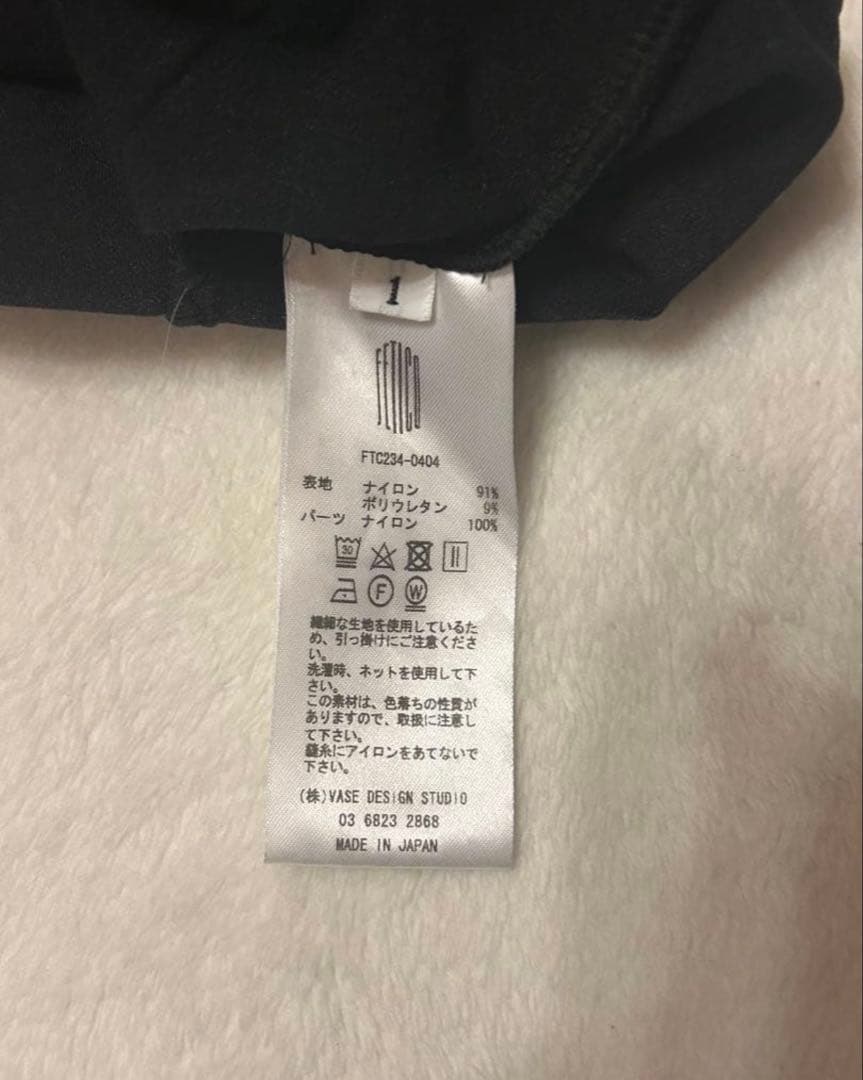 1
FETICO
FTC234-0404
表地 ナイロン 91%
ポリウレタン 9%
パーツ ナイロン 100%
30
F W
繊細な生地を使用しているた
め、引っ掛けにご注意くださ
い。
洗濯時、ネットを使用して下
さい。
この素材は、色落ちの性質が
ありますので、取扱に注意し
て下さい。
縫糸にアイロンをあてないで
下さい。
(株)VASE DESIGN STUDIO
03 6823 2868
MADE IN JAPAN